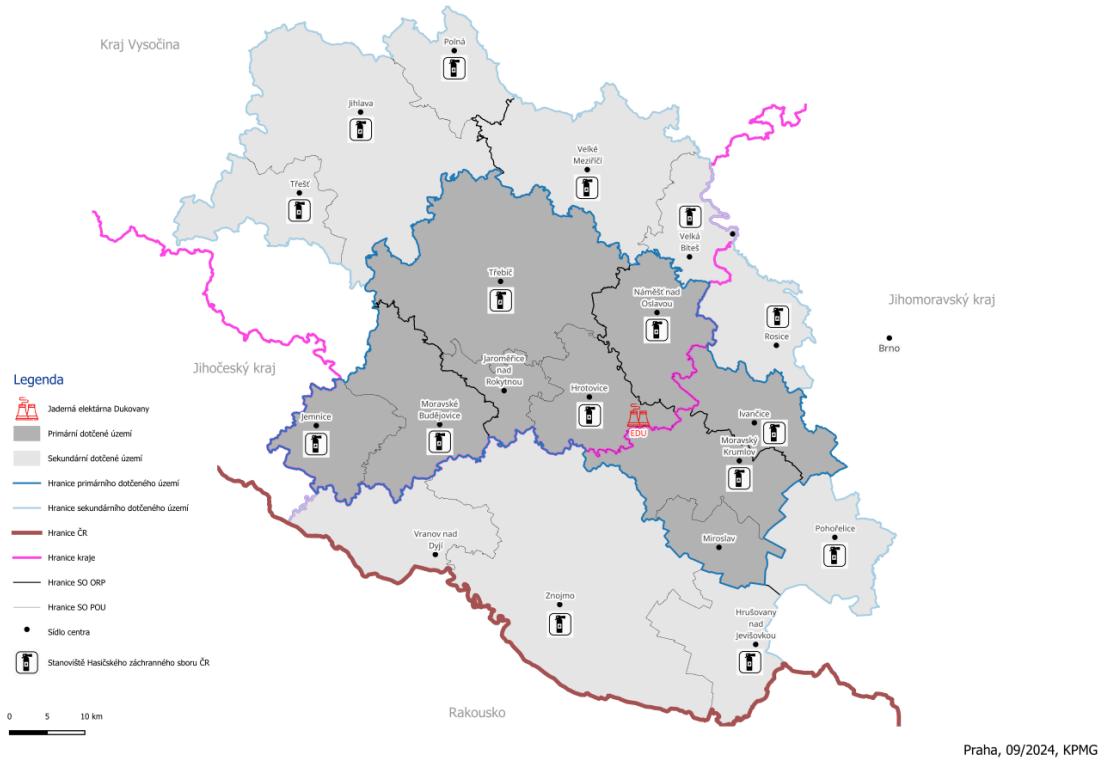 Kraj Vysočina
Polná
Jihlava
Velké
Meziříčí
Třešť
Velká
Bíteš
Třebíč
Náměšť nad
Oslavou
Jihomoravský kraj
Rosice
Brno
Jihočeský kraj
Jaroměřice
nad
Rokytnou
Hrotovice
Moravské
Budějovice
Jemnice
EDU
Ivančice
Moravský
Krumlov
Miroslav
Pohořelice
Vranov nad
Dyjí
Znojmo
Hrušovany
nad
Jevišovkou
Rakousko
Legenda
Jaderná elektárna Dukovany
Primární dotčené území
Sekundární dotčené území
Hranice primárního dotčeného území
Hranice sekundárního dotčeného území
Hranice ČR
Hranice kraje
Hranice SO ORP
Hranice SO POU
Sídlo centra
Stanoviště Hasičského záchranného sboru ČR
0 5 10 km
Praha, 09/2024, KPMG